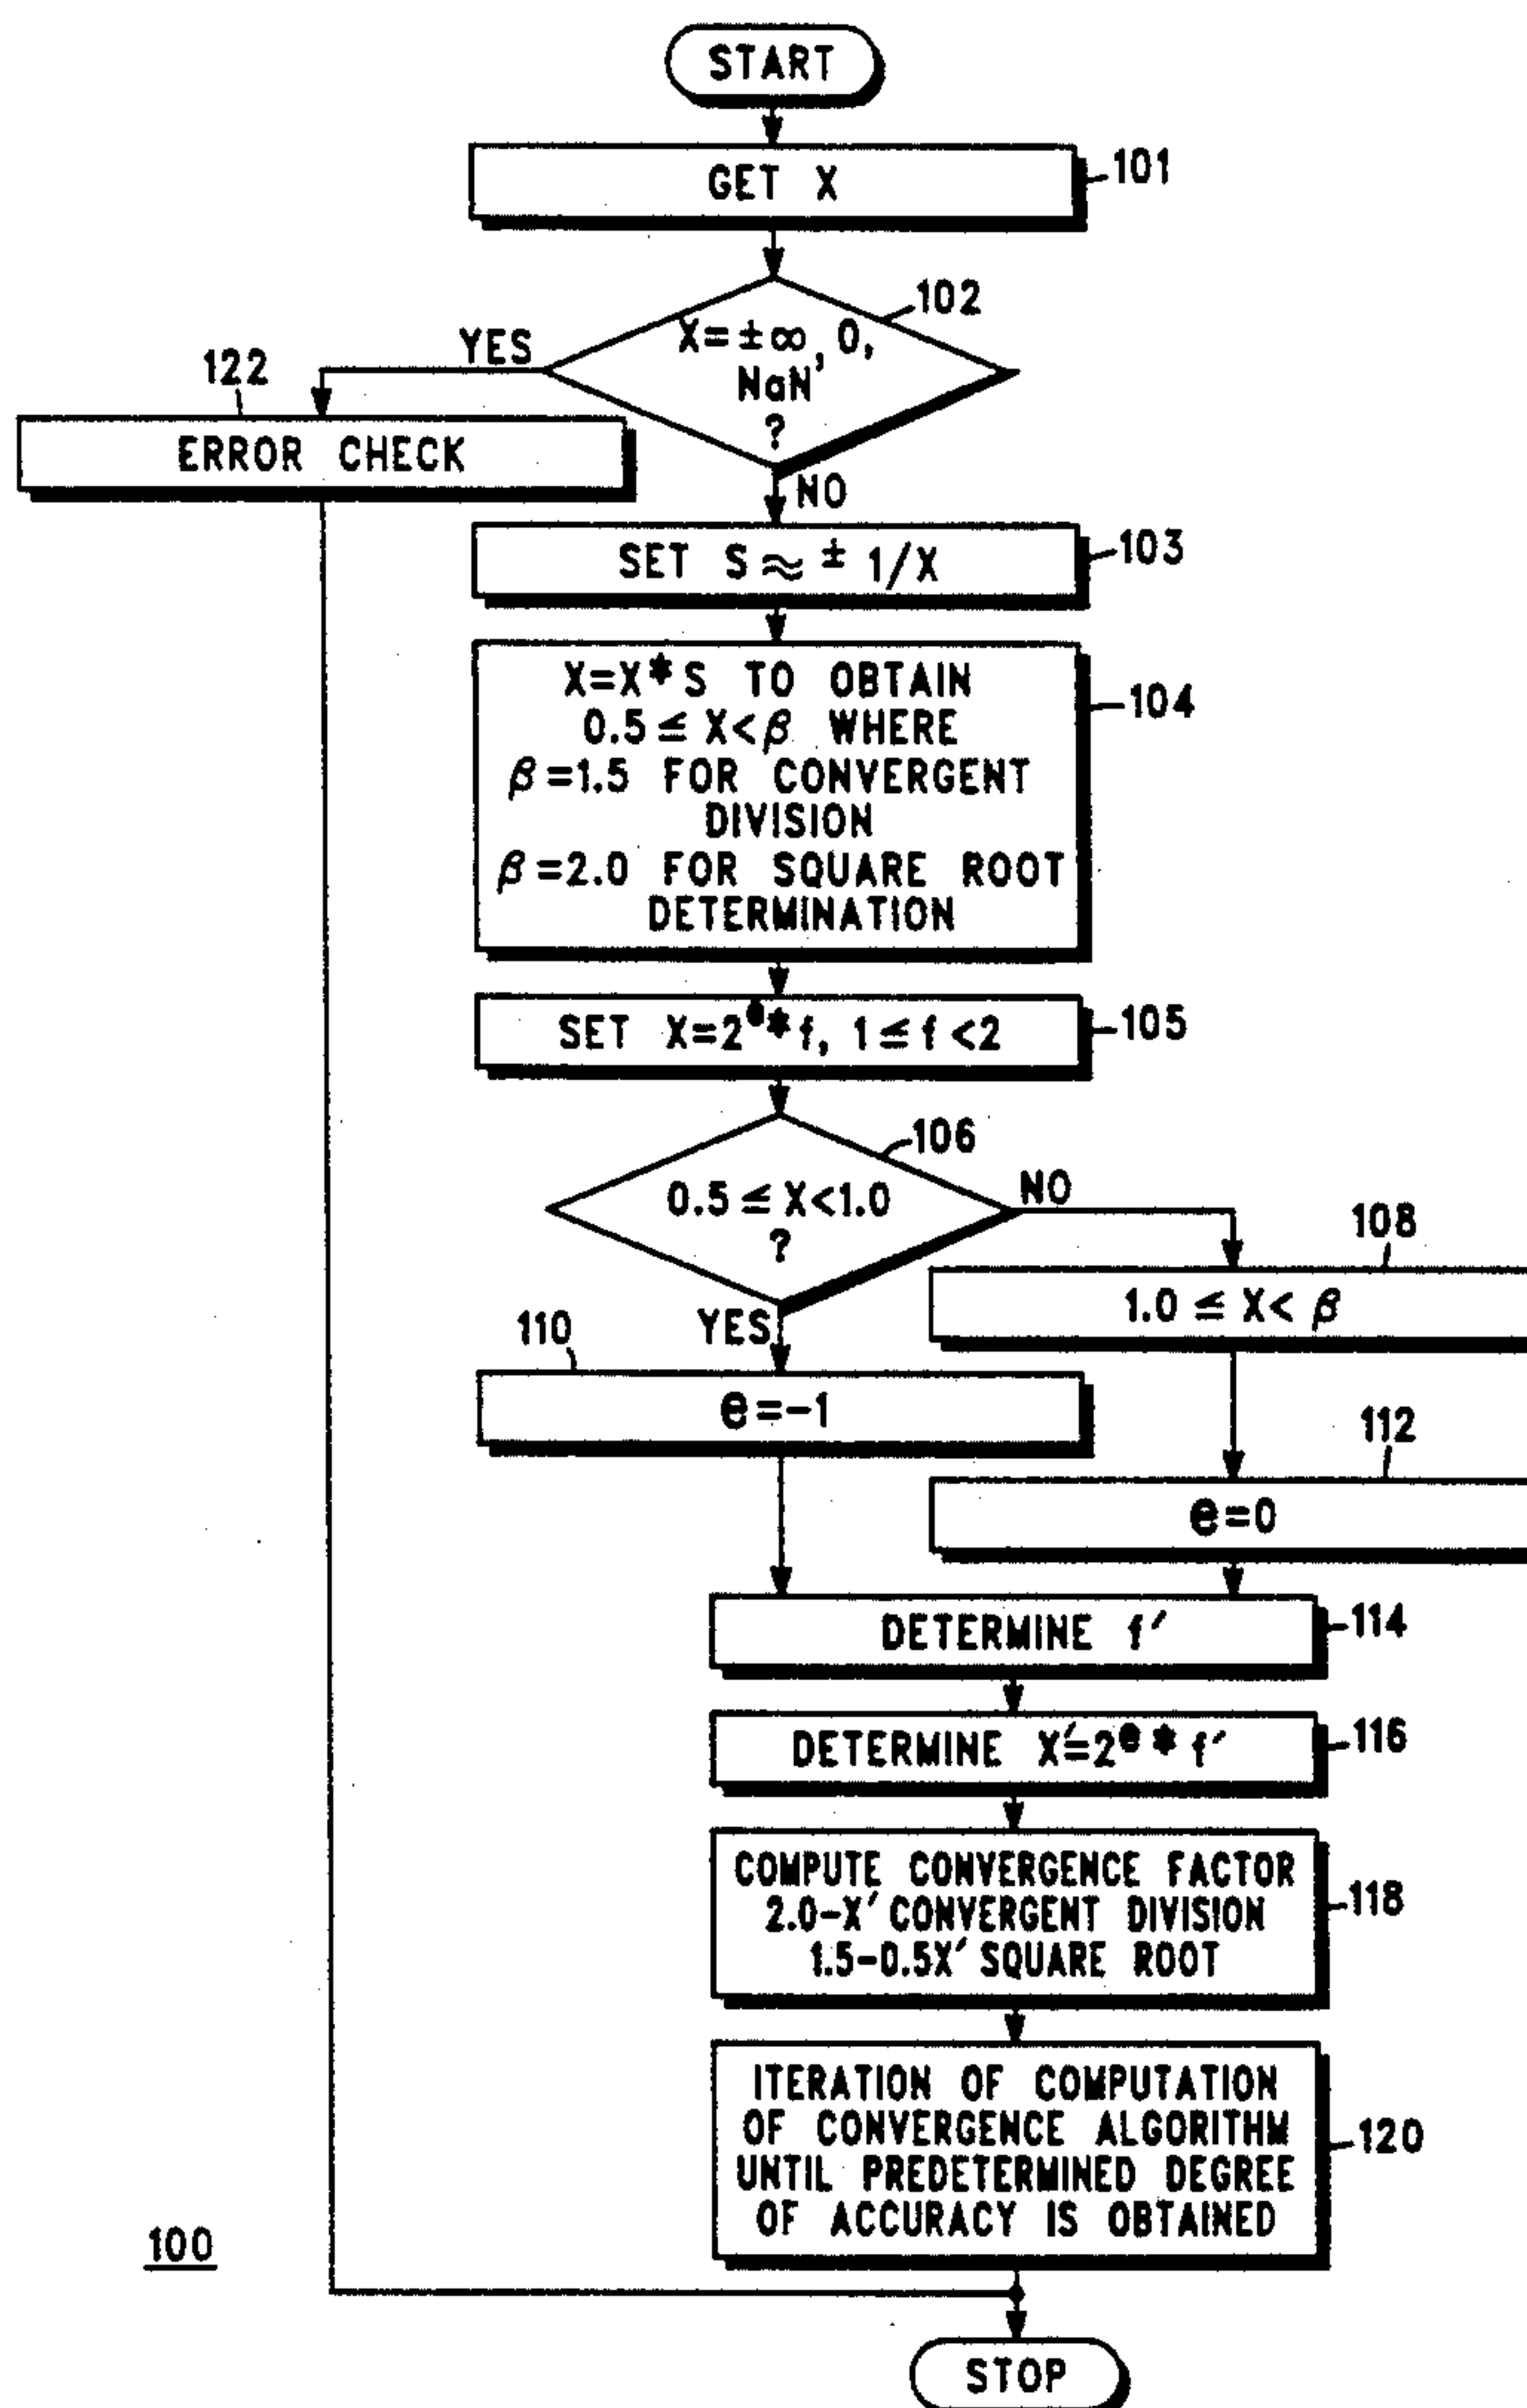 START
GET X
101
102
X=±∞, 0,
NaN
?
YES
122
ERROR CHECK
NO
SET S≈ ± 1/X
103
X=X*S TO OBTAIN
0.5 ≤ X<β WHERE
β=1.5 FOR CONVERGENT
DIVISION
β=2.0 FOR SQUARE ROOT
DETERMINATION
104
SET X=2^e*f, 1 ≤ f <2
105
106
0.5 ≤ X<1.0
?
NO
108
1.0 ≤ X< β
YES
110
e=-1
112
e=0
DETERMINE f′
114
DETERMINE X′=2^e * f′
116
COMPUTE CONVERGENCE FACTOR
2.0-X′ CONVERGENT DIVISION
1.5-0.5X′ SQUARE ROOT
118
ITERATION OF COMPUTATION
OF CONVERGENCE ALGORITHM
UNTIL PREDETERMINED DEGREE
OF ACCURACY IS OBTAINED
120
100
STOP